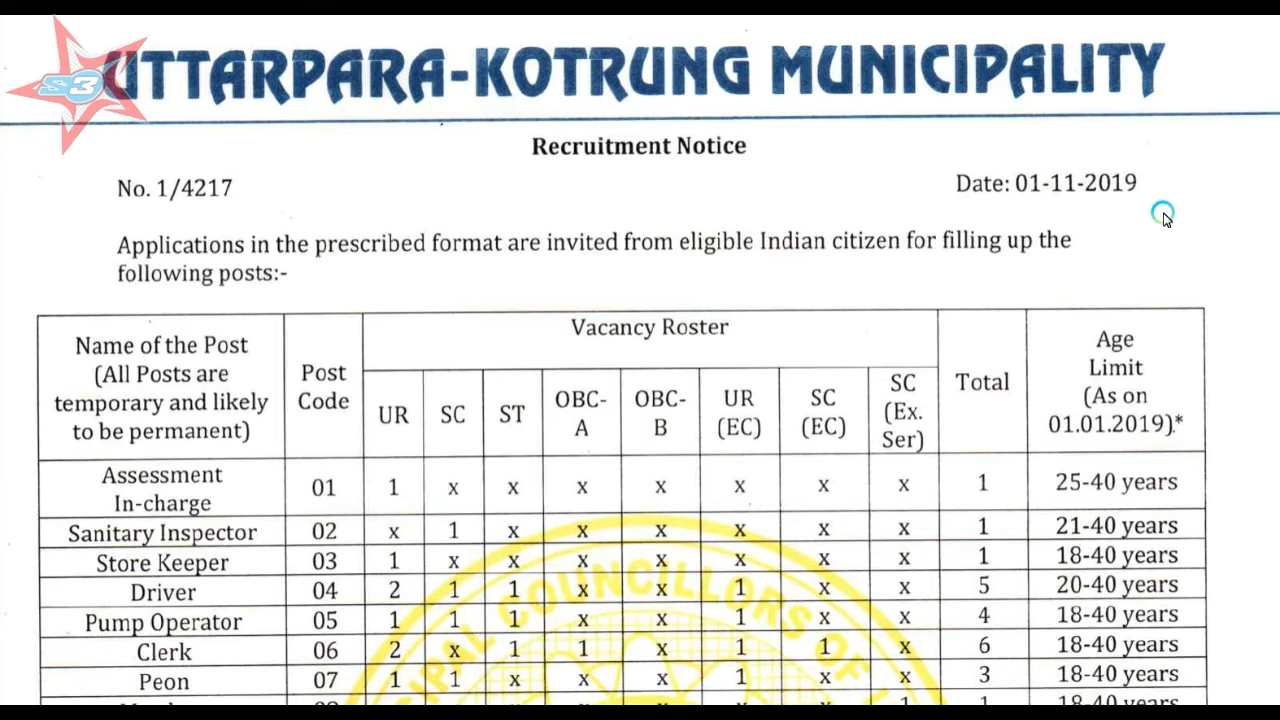 S3
UTTARPARA-KOTRUNG MUNICIPALITY
Recruitment Notice
No. 1/4217
Date: 01-11-2019
Applications in the prescribed format are invited from eligible Indian citizen for filling up the
following posts:-
Name of the Post
(All Posts are
temporary and likely
to be permanent)
Post
Code
Vacancy Roster
UR
SC
ST
OBC-
A
OBC-
B
UR
(EC)
SC
(EC)
SC
(Ex.
Ser)
Total
Age
Limit
(As on
01.01.2019)*
Assessment
In-charge
01 1 x x x x x x x 1 25-40 years
Sanitary Inspector 02 x 1 x x x x x x 1 21-40 years
Store Keeper 03 1 x x x x x x x 1 18-40 years
Driver 04 2 1 1 x x 1 x x 5 20-40 years
Pump Operator 05 1 1 1 x x 1 x x 4 18-40 years
Clerk 06 2 x 1 1 x 1 1 x 6 18-40 years
Peon 07 1 1 x x x 1 x x 3 18-40 years
18-40 years
COUNCILLORS OF